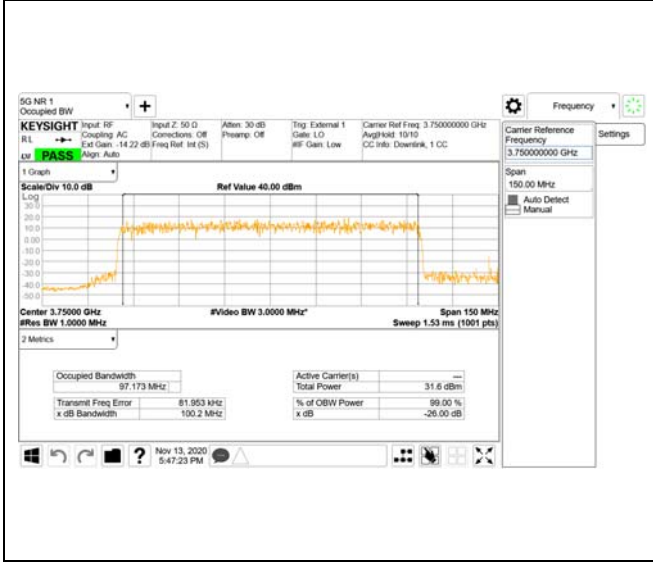 5G NR 1
Occupied BW
+
Frequency
KEYSIGHT
Input: RF
Input Z: 50 Ω
Atten: 30 dB
Trig: External 1
Carrier Ref Freq: 3.750000000 GHz
R L
Coupling: AC
Corrections: Off
Preamp: Off
Gate: LO
Avg|Hold: 10/10
Ext Gain: -14.22 dB
Freq Ref: Int (S)
#IF Gain: Low
CC Info: Downlink, 1 CC
LW
PASS
Align: Auto
Carrier Reference
Frequency
3.750000000 GHz
Settings
Span
150.00 MHz
Auto Detect
Manual
1 Graph
Scale/Div 10.0 dB
Ref Value 40.00 dBm
Log
30.0
20.0
10.0
0.00
-10.0
-20.0
-30.0
-40.0
-50.0
Center 3.75000 GHz
#Video BW 3.0000 MHz*
Span 150 MHz
#Res BW 1.0000 MHz
Sweep 1.53 ms (1001 pts)
2 Metrics
Occupied Bandwidth
97.173 MHz
Active Carrier(s)
---
Total Power
31.6 dBm
Transmit Freq Error
81.953 kHz
% of OBW Power
99.00 %
x dB Bandwidth
100.2 MHz
x dB
-26.00 dB
?
Nov 13, 2020
5:47:23 PM